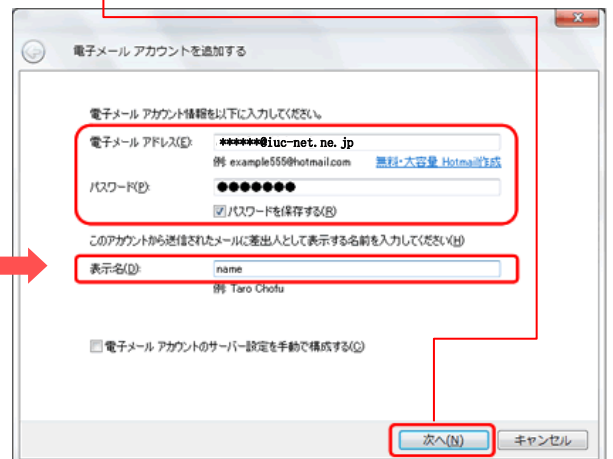 電子メール アカウントを追加する
電子メール アカウント情報を以下に入力してください。
電子メール アドレス(E): ******@iuc-net.ne.jp
例: example555@hotmail.com 無料・大容量 Hotmail作成
パスワード(P): ●●●●●●●
パスワードを保存する(R)
このアカウントから送信されたメールに差出人として表示する名前を入力してください(H)
表示名(D): name
例: Taro Chofu
電子メール アカウントのサーバー設定を手動で構成する(C)
次へ(N) キャンセル